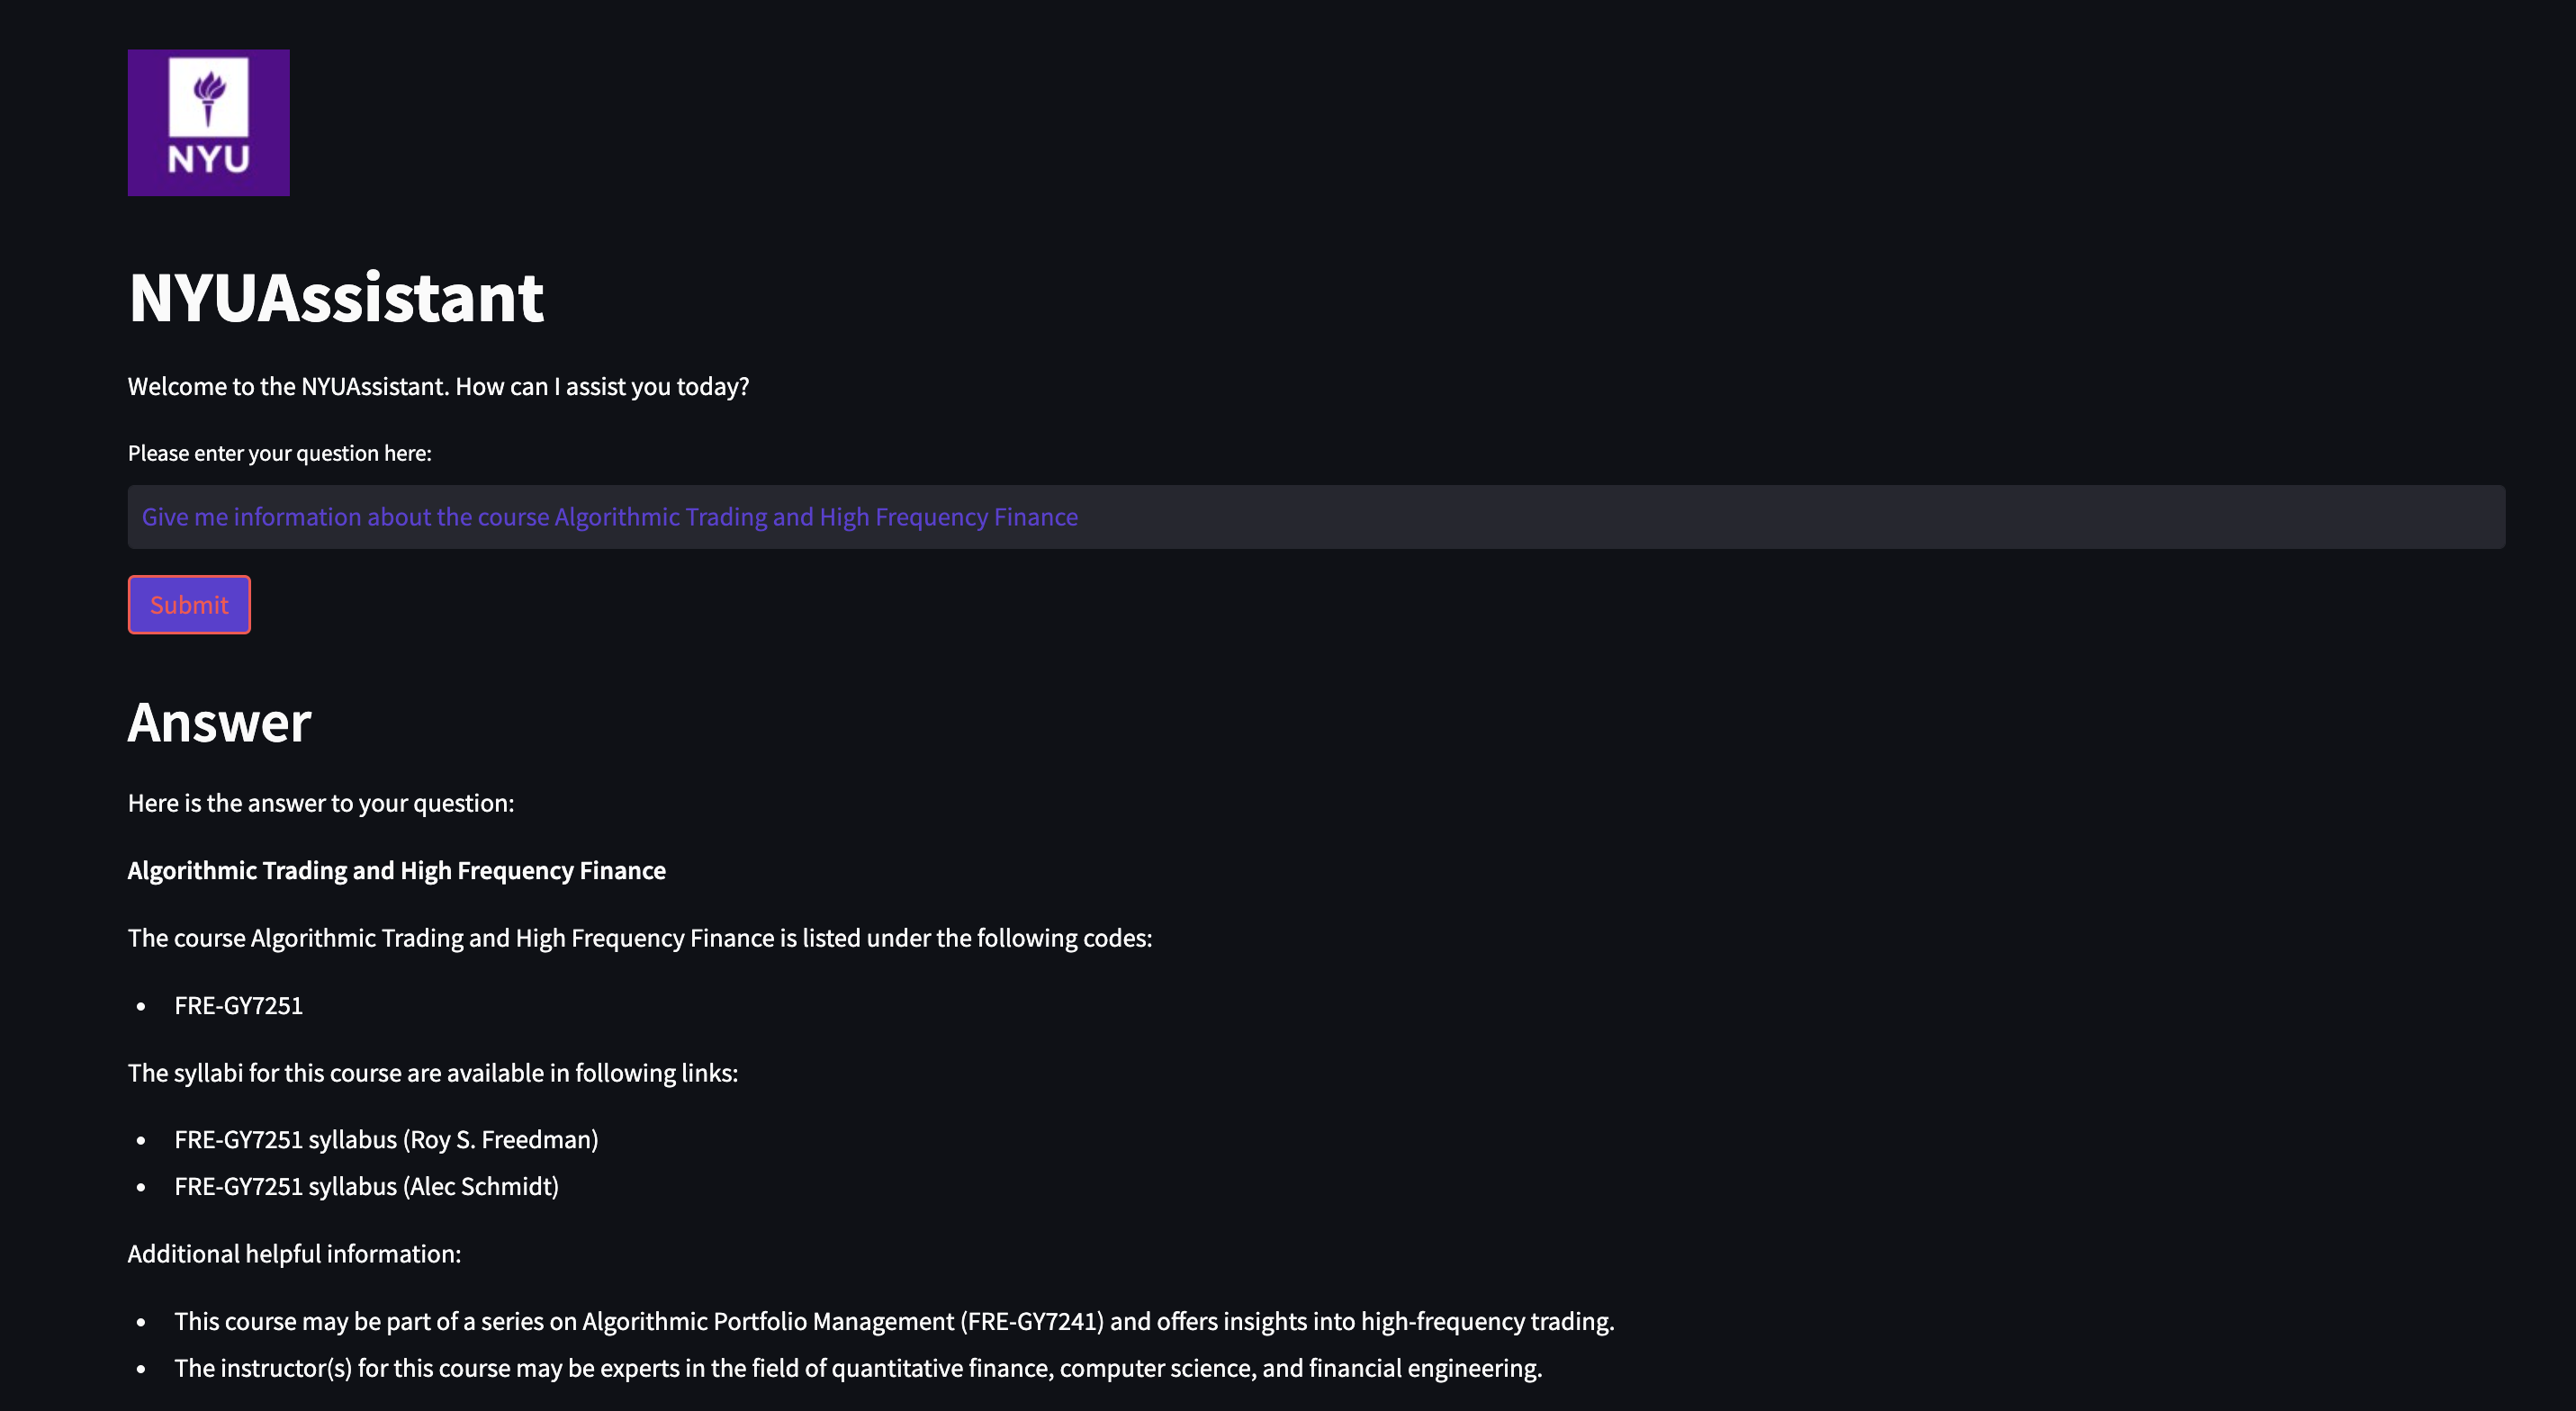 NYU
NYUAssistant
Welcome to the NYUAssistant. How can I assist you today?
Please enter your question here:
Give me information about the course Algorithmic Trading and High Frequency Finance
Submit
Answer
Here is the answer to your question:
Algorithmic Trading and High Frequency Finance
The course Algorithmic Trading and High Frequency Finance is listed under the following codes:
• FRE-GY7251
The syllabi for this course are available in following links:
• FRE-GY7251 syllabus (Roy S. Freedman)
• FRE-GY7251 syllabus (Alec Schmidt)
Additional helpful information:
• This course may be part of a series on Algorithmic Portfolio Management (FRE-GY7241) and offers insights into high-frequency trading.
• The instructor(s) for this course may be experts in the field of quantitative finance, computer science, and financial engineering.